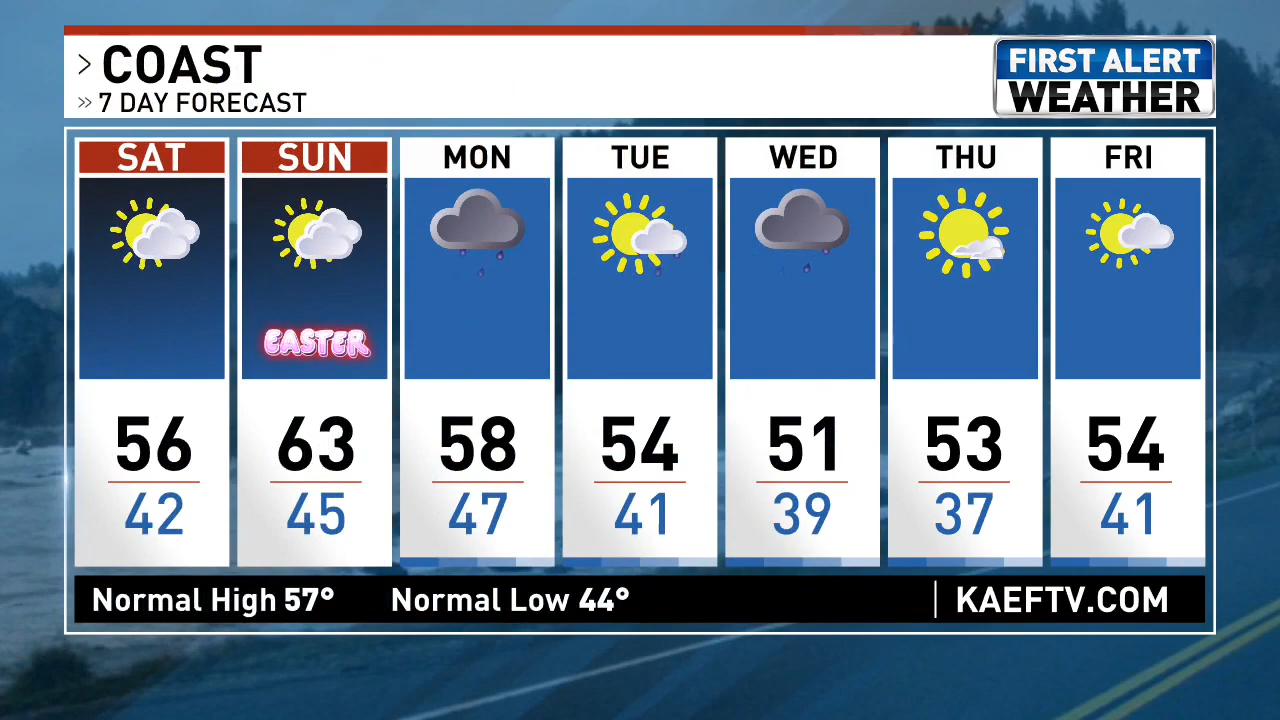 > COAST
» 7 DAY FORECAST
FIRST ALERT
WEATHER
SAT SUN MON TUE WED THU FRI
EASTER
56 63 58 54 51 53 54
42 45 47 41 39 37 41
Normal High 57° Normal Low 44° | KAEFTV.COM